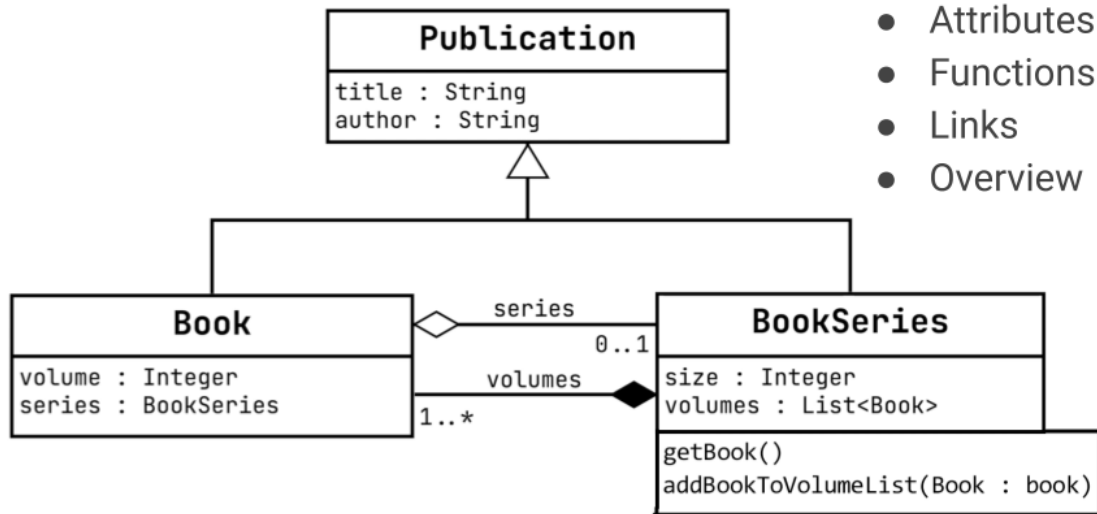 Publication
title : String
author : String
● Attributes
● Functions
● Links
● Overview
Book
volume : Integer
series : BookSeries
series
0..1
volumes
1..*
BookSeries
size : Integer
volumes : List<Book>
getBook()
addBookToVolumeList(Book : book)